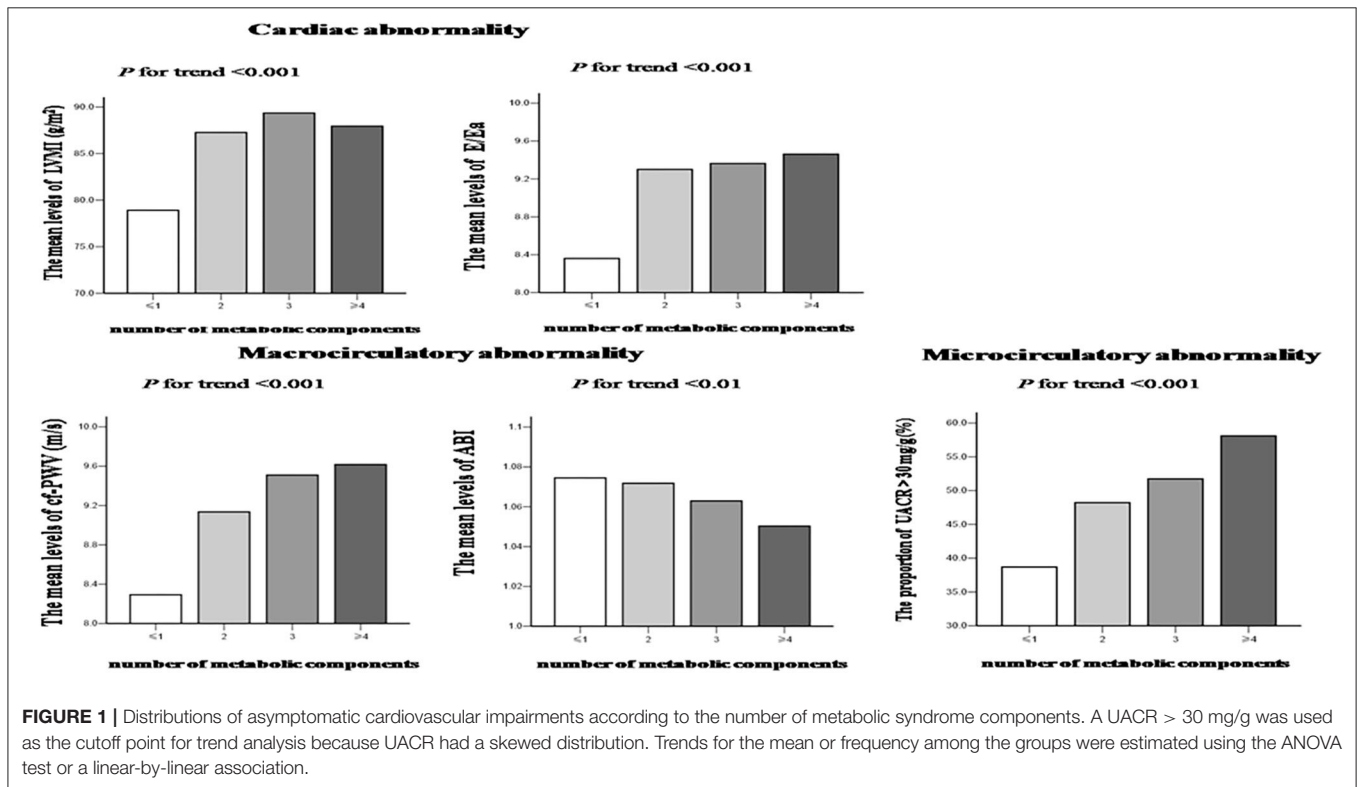 Cardiac abnormality
P for trend <0.001
The mean levels of LVMI (g/m²)
90.0
85.0
80.0
75.0
70.0
≤1
2
3
≥4
number of metabolic components
P for trend <0.001
The mean levels of E/Ea
10.0
9.6
9.2
8.8
8.4
8.0
≤1
2
3
≥4
number of metabolic components
Macrocirculatory abnormality
P for trend <0.001
The mean levels of cf-PWV (m/s)
10.0
9.6
9.2
8.8
8.4
8.0
≤1
2
3
≥4
number of metabolic components
P for trend <0.01
The mean levels of ABI
1.1
1.08
1.06
1.04
1.02
1.0
≤1
2
3
≥4
number of metabolic components
Microcirculatory abnormality
P for trend <0.001
The proportion of UACR>30mg/g(%)
60.0
55.0
50.0
45.0
40.0
35.0
30.0
≤1
2
3
≥4
number of metabolic components
FIGURE 1 | Distributions of asymptomatic cardiovascular impairments according to the number of metabolic syndrome components. A UACR > 30 mg/g was used
as the cutoff point for trend analysis because UACR had a skewed distribution. Trends for the mean or frequency among the groups were estimated using the ANOVA
test or a linear-by-linear association.